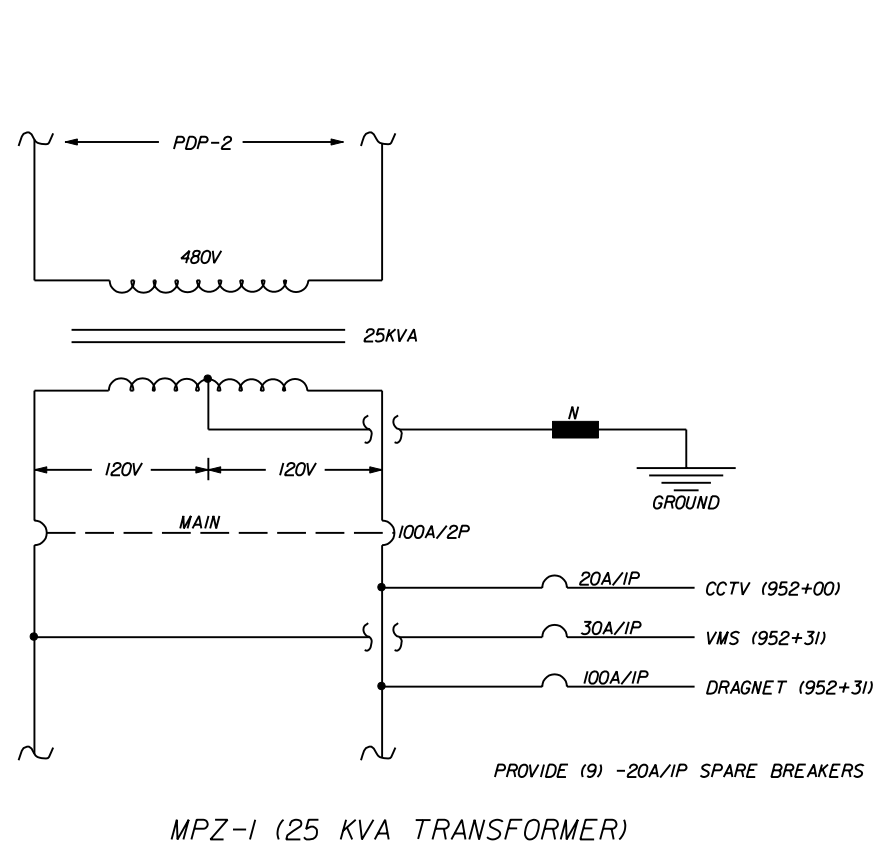 PDP-2
480V
25KVA
N
120V
120V
GROUND
MAIN
100A/2P
20A/1P
CCTV (952+00)
30A/1P
VMS (952+31)
100A/1P
DRAGNET (952+31)
PROVIDE (9) -20A/1P SPARE BREAKERS
MPZ-1 (25 KVA TRANSFORMER)